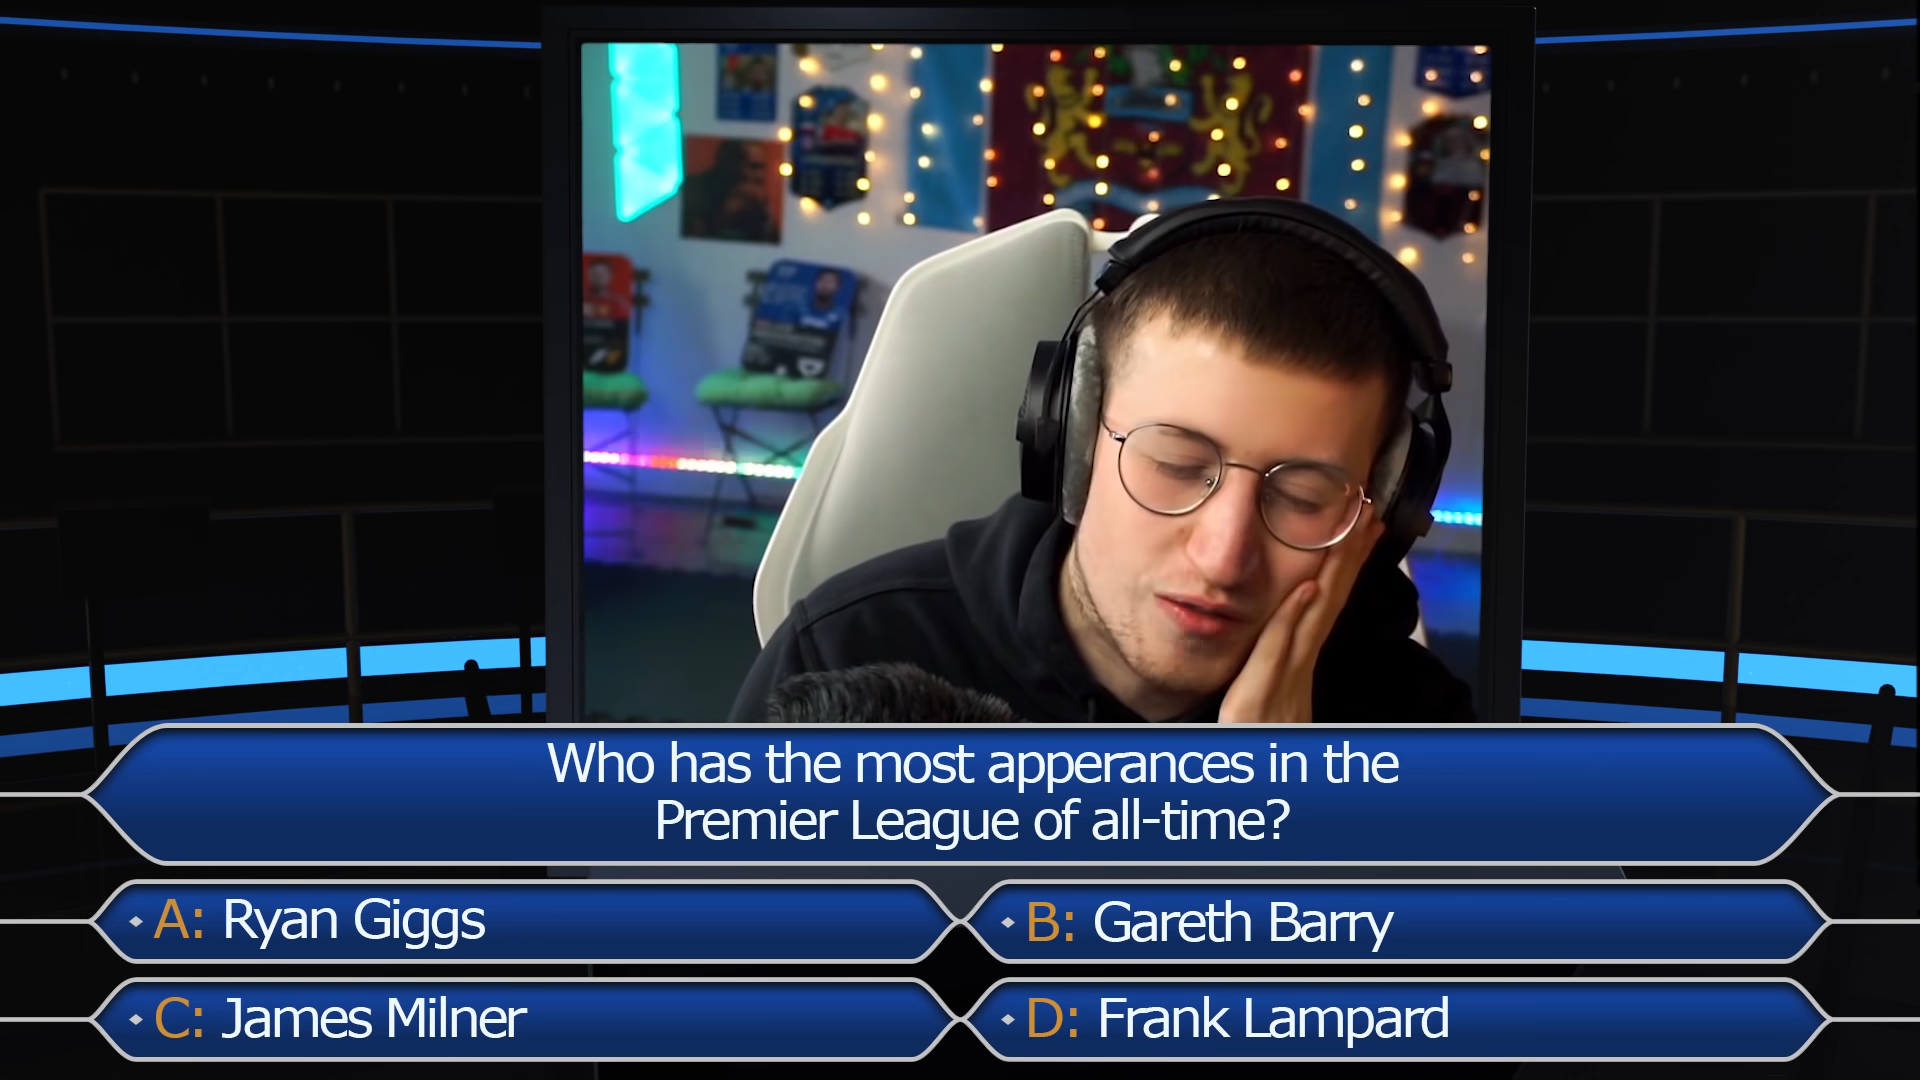 Who has the most apperances in the
Premier League of all-time?
A: Ryan Giggs
B: Gareth Barry
C: James Milner
D: Frank Lampard